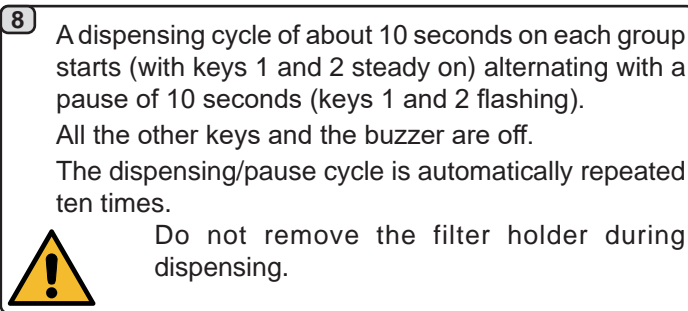 8
A dispensing cycle of about 10 seconds on each group
starts (with keys 1 and 2 steady on) alternating with a
pause of 10 seconds (keys 1 and 2 flashing).
All the other keys and the buzzer are off.
The dispensing/pause cycle is automatically repeated
ten times.
Do not remove the filter holder during
dispensing.